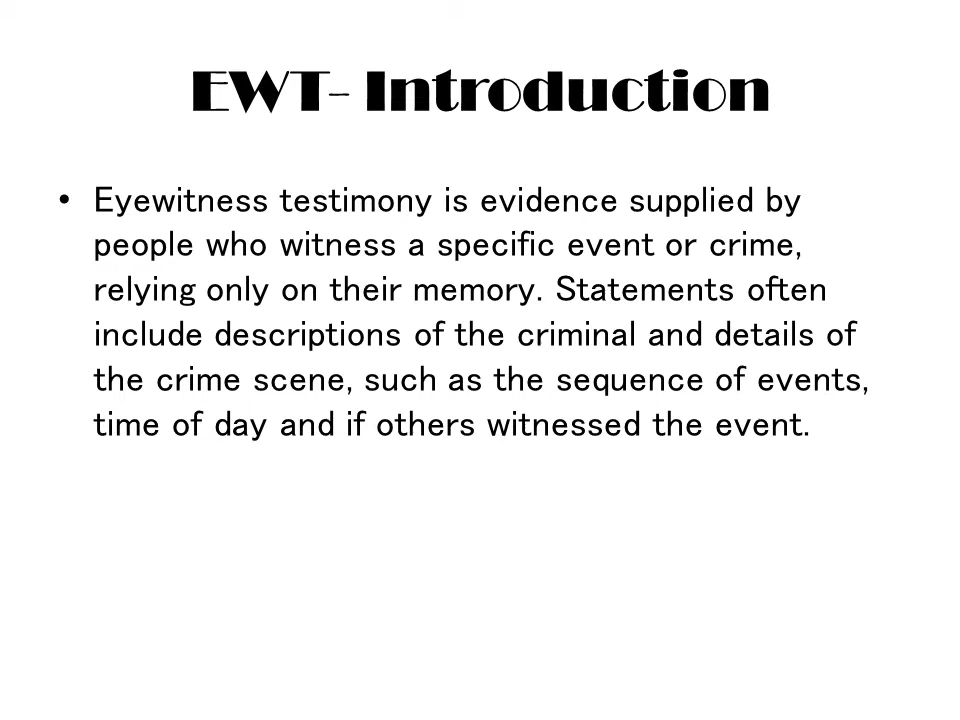 EWT- Introduction
• Eyewitness testimony is evidence supplied by
people who witness a specific event or crime,
relying only on their memory. Statements often
include descriptions of the criminal and details of
the crime scene, such as the sequence of events,
time of day and if others witnessed the event.